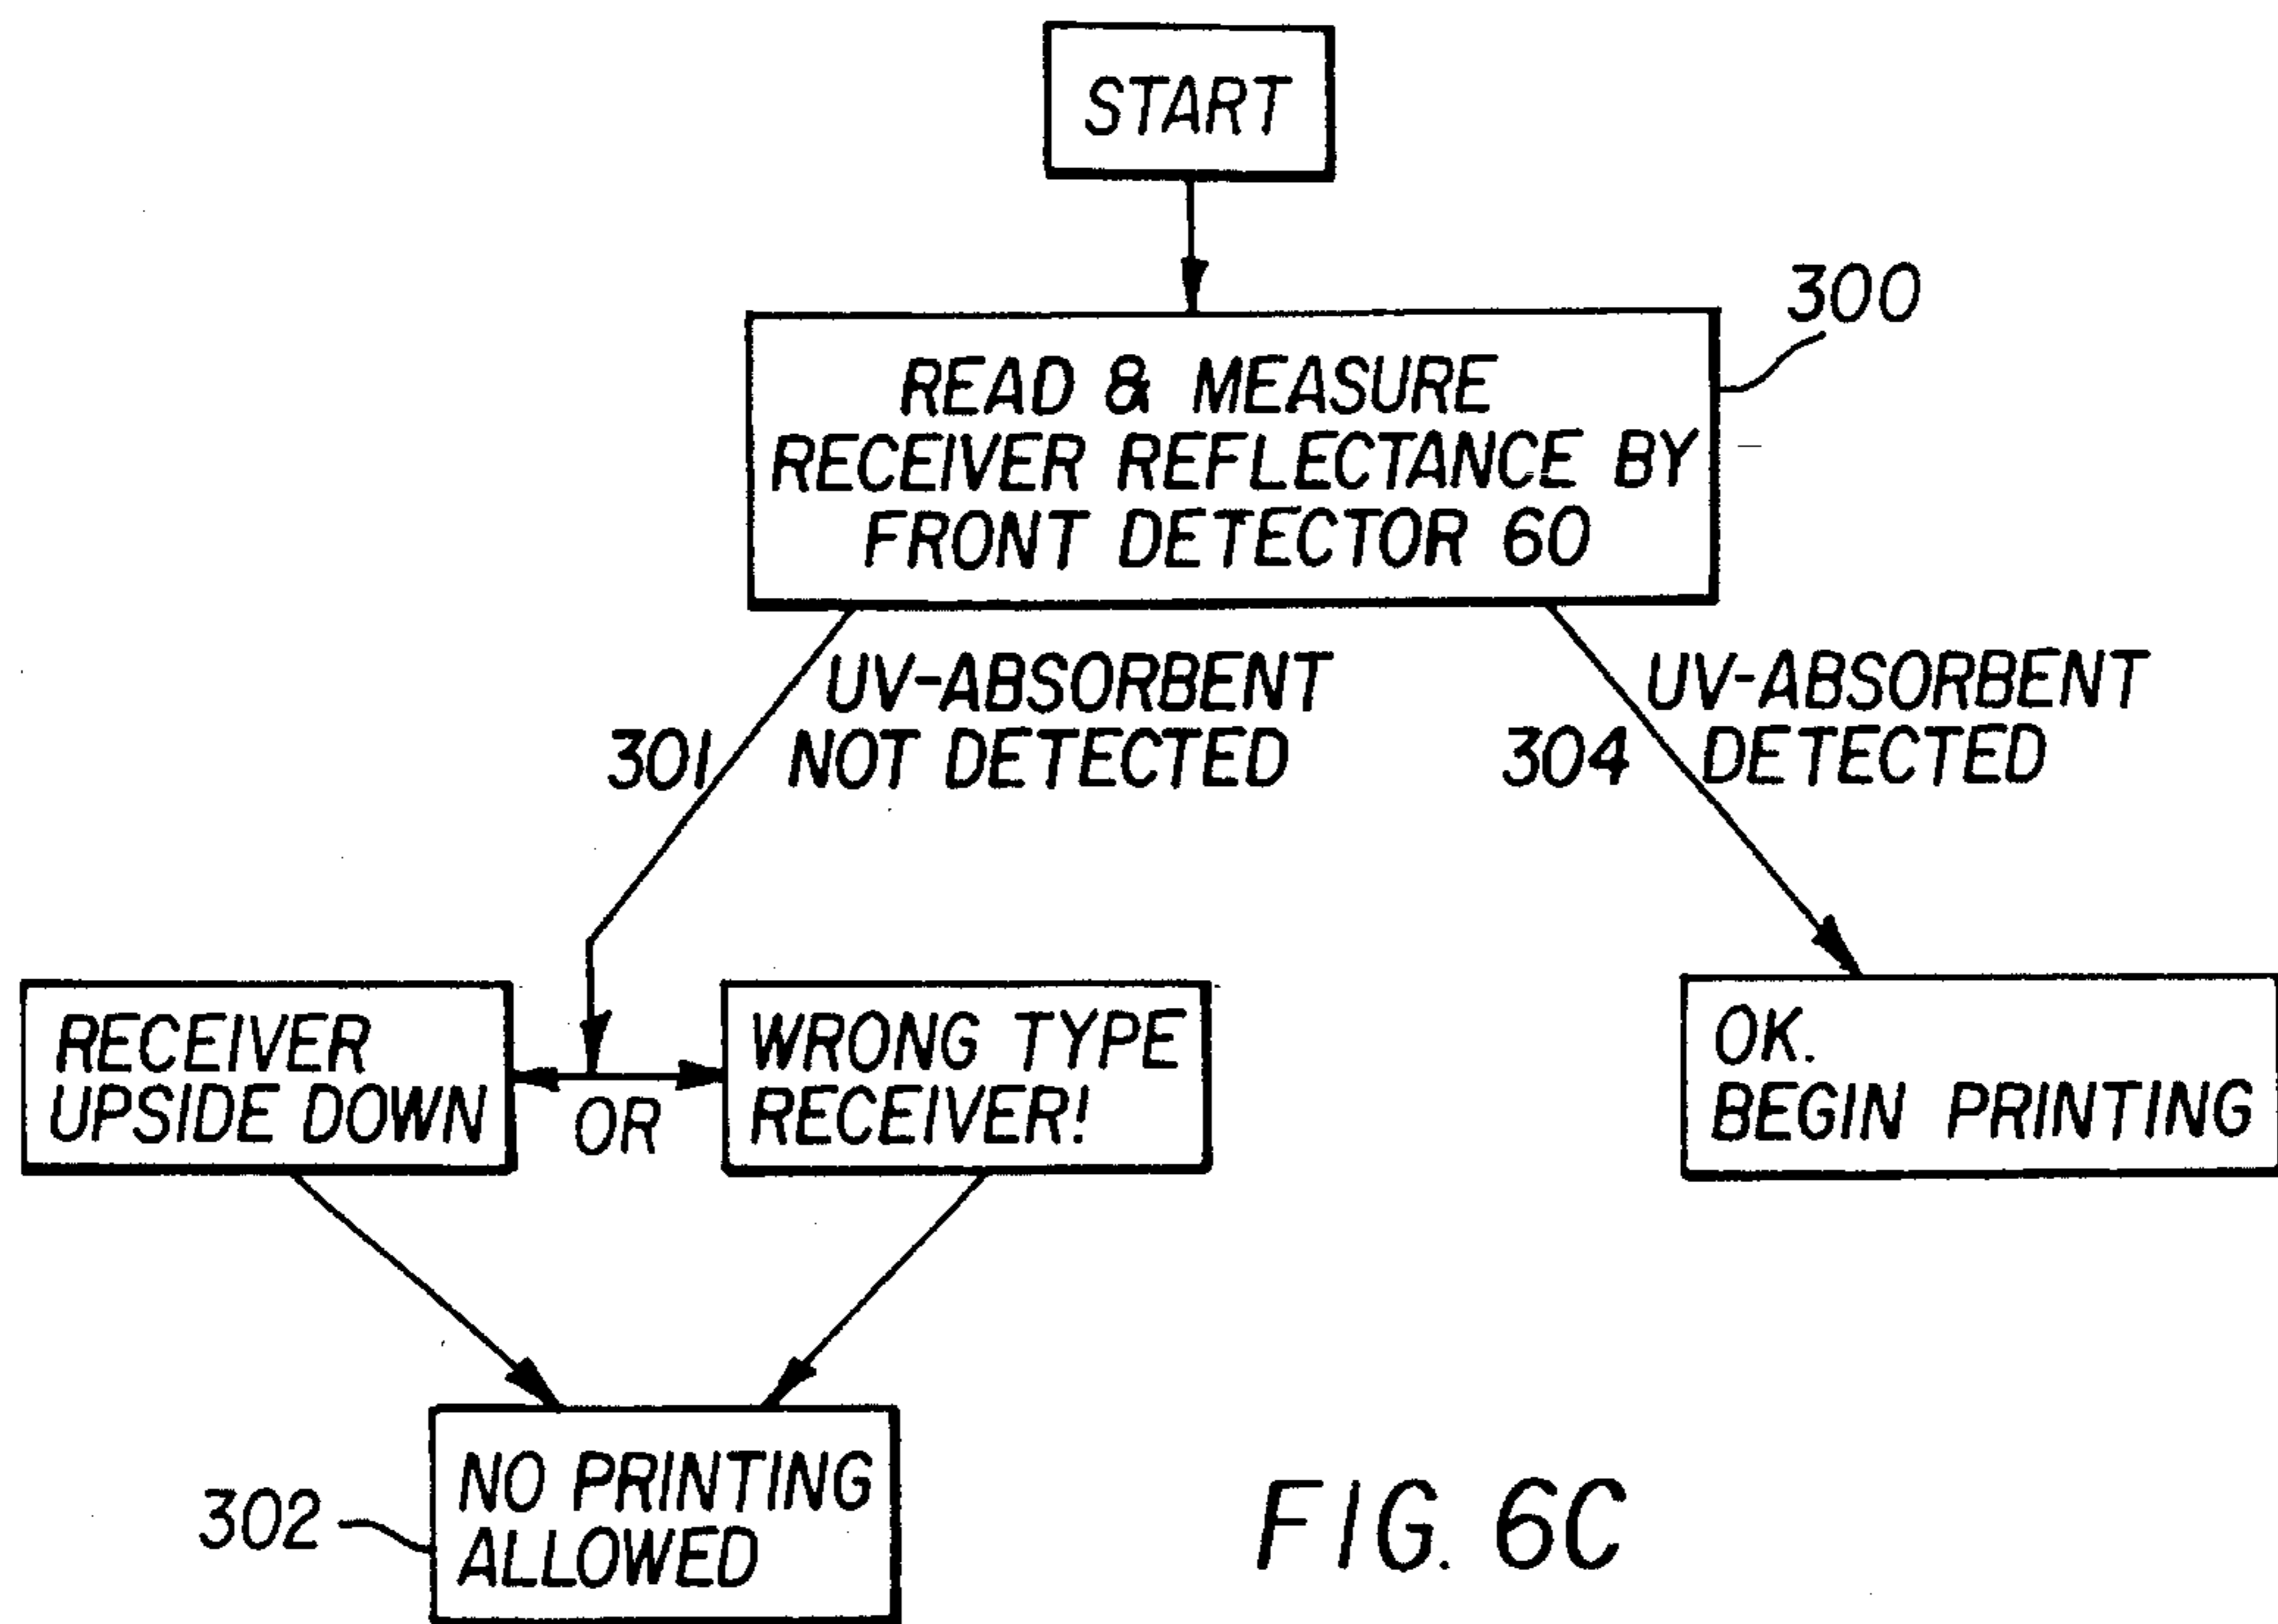 START
300
READ & MEASURE
RECEIVER REFLECTANCE BY
FRONT DETECTOR 60
UV-ABSORBENT
301 NOT DETECTED
UV-ABSORBENT
304 DETECTED
RECEIVER
UPSIDE DOWN
OR
WRONG TYPE
RECEIVER!
OK.
BEGIN PRINTING
302
NO PRINTING
ALLOWED
FIG. 6C